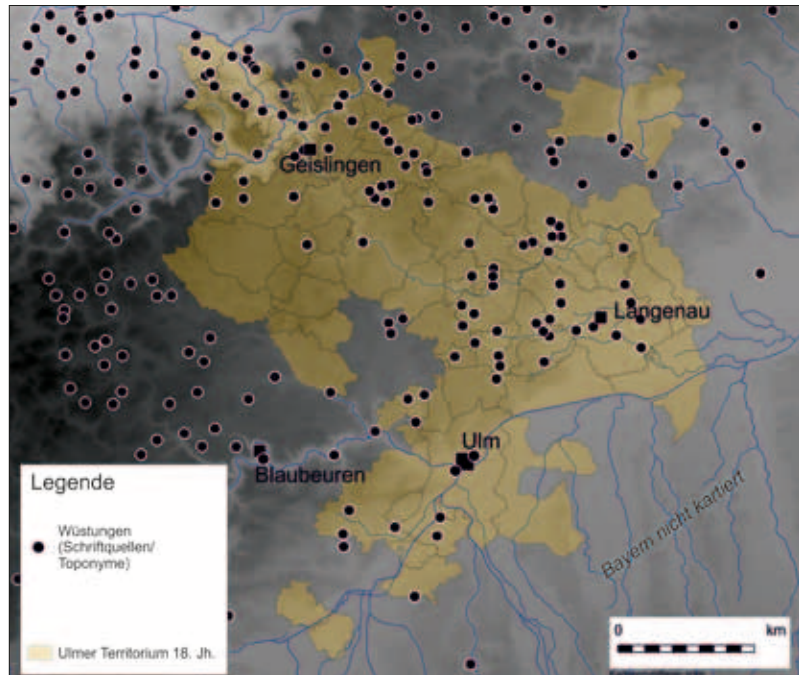 Geislingen
Langenau
Ulm
Blaubeuren
Bayern nicht kartiert
Legende
Wüstungen
(Schriftquellen/
Toponyme)
Ulmer Territorium 18. Jh.
0 km